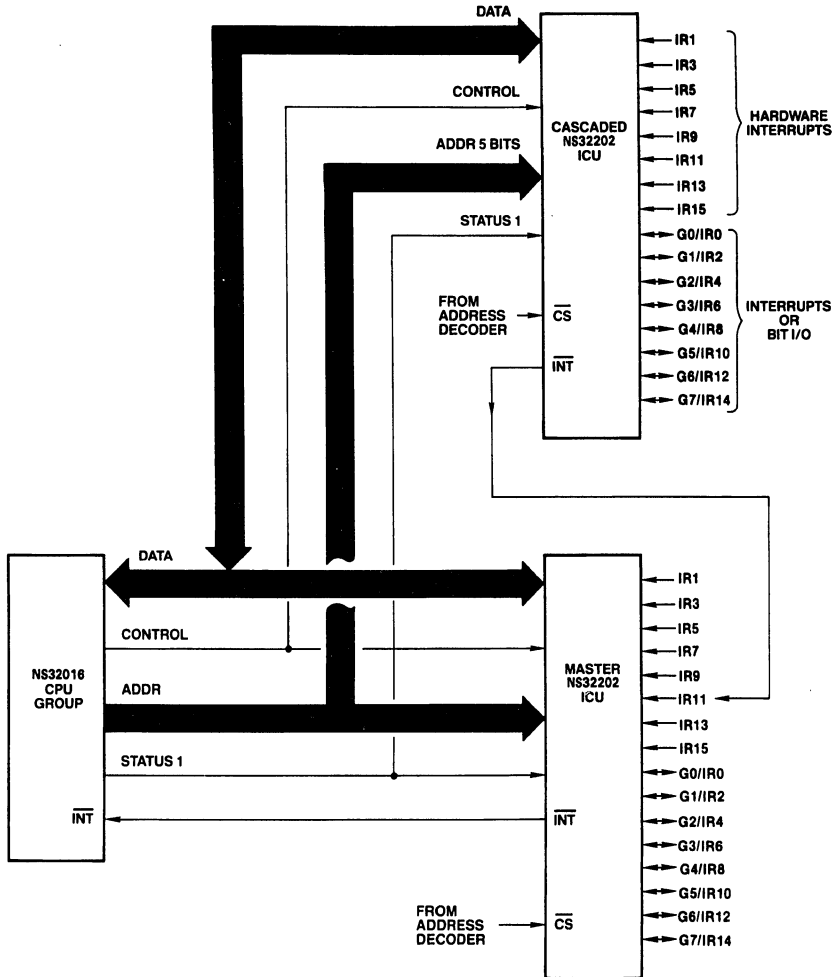 DATA
CONTROL
ADDR 5 BITS
STATUS 1
FROM
ADDRESS
DECODER
CASCADED
NS32202
ICU
CS
INT
IR1
IR3
IR5
IR7
IR9
IR11
IR13
IR15
G0/IR0
G1/IR2
G2/IR4
G3/IR6
G4/IR8
G5/IR10
G6/IR12
G7/IR14
HARDWARE
INTERRUPTS
INTERRUPTS
OR
BIT I/O
NS32016
CPU
GROUP
INT
DATA
CONTROL
ADDR
STATUS 1
FROM
ADDRESS
DECODER
MASTER
NS32202
ICU
INT
CS
IR1
IR3
IR5
IR7
IR9
IR11
IR13
IR15
G0/IR0
G1/IR2
G2/IR4
G3/IR6
G4/IR8
G5/IR10
G6/IR12
G7/IR14